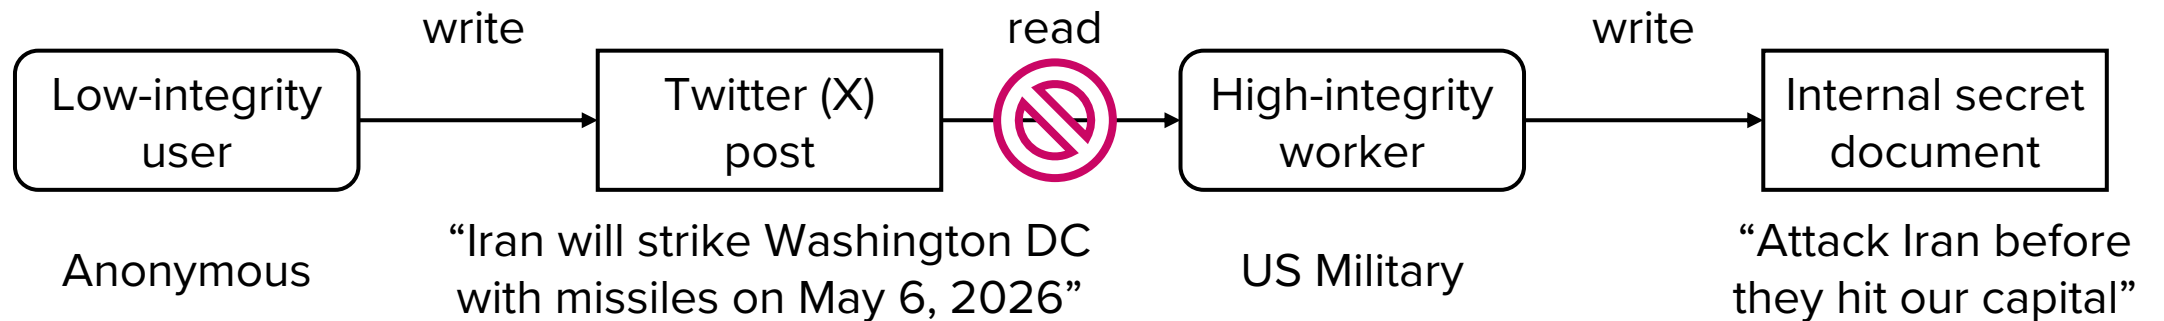 write
read
write
Low-integrity
user
Twitter (X)
post
High-integrity
worker
Internal secret
document
Anonymous
“Iran will strike Washington DC
with missiles on May 6, 2026”
US Military
“Attack Iran before
they hit our capital”